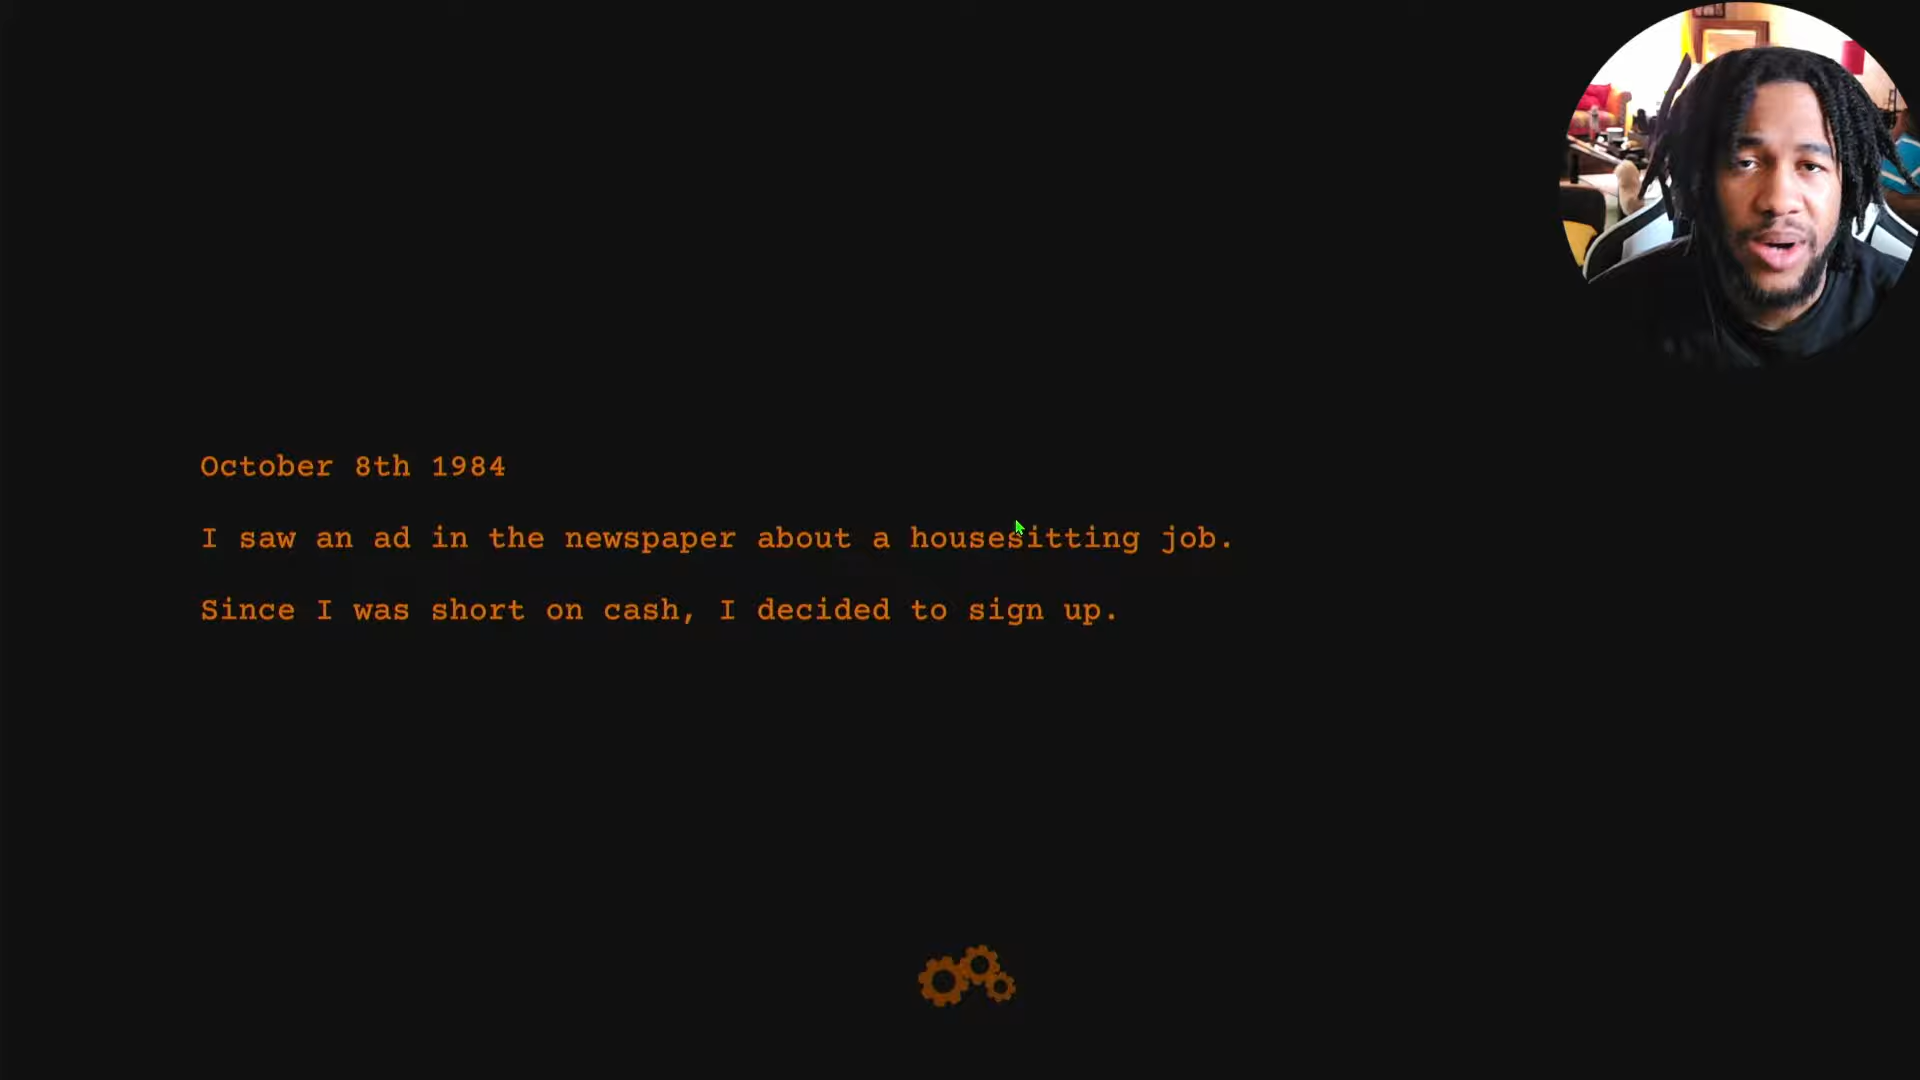 October 8th 1984
I saw an ad in the newspaper about a housesitting job.
Since I was short on cash, I decided to sign up.